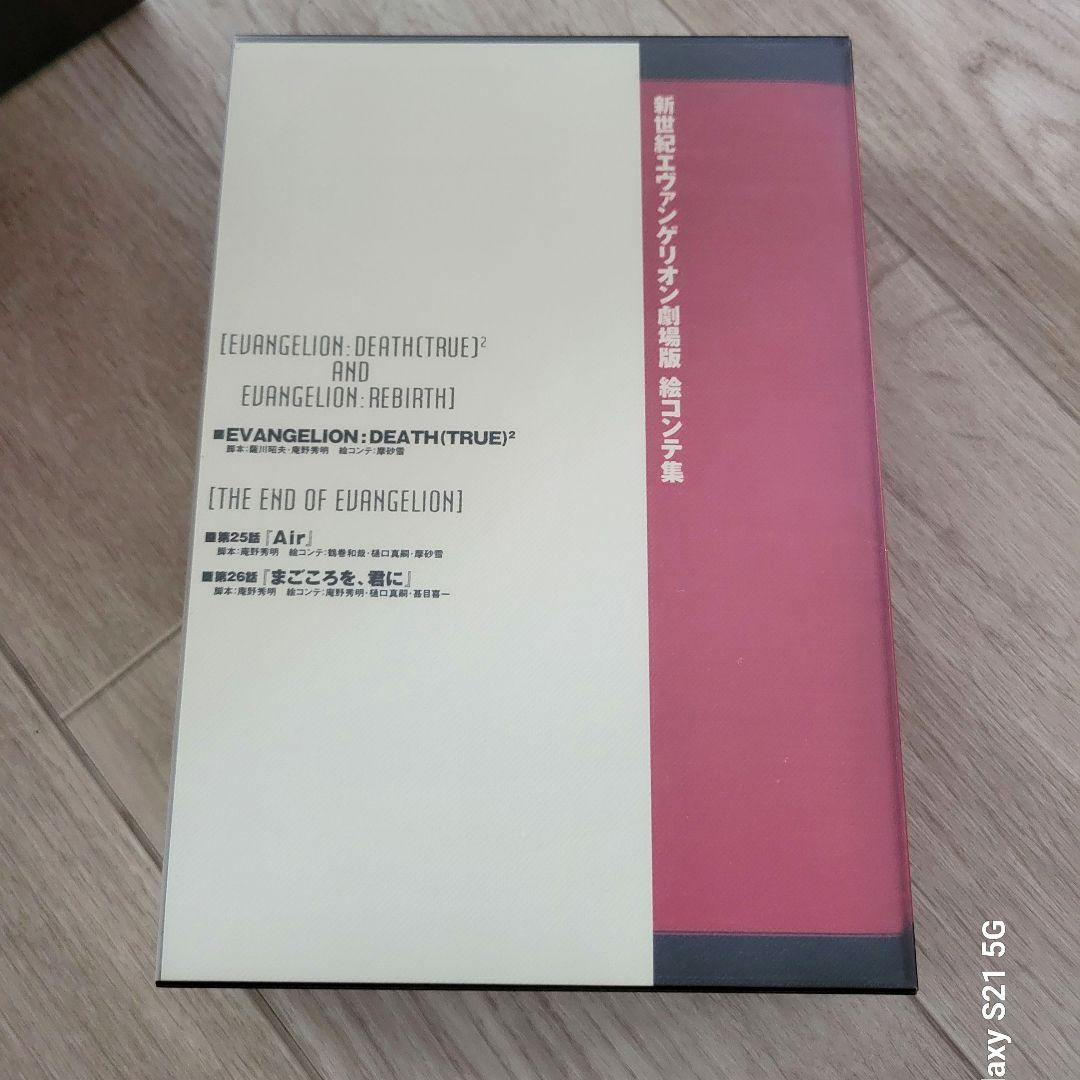 新世紀エヴァンゲリオン劇場版 絵コンテ集
[EVANGELION:DEATH(TRUE)²
AND
EVANGELION:REBIRTH]
■EVANGELION:DEATH(TRUE)²
脚本:薩川昭夫・庵野秀明 絵コンテ:摩砂雪
[THE END OF EVANGELION]
■第25話『Air』
脚本:庵野秀明 絵コンテ:鶴巻和哉・樋口真嗣・摩砂雪
■第26話『まごころを、君に』
脚本:庵野秀明 絵コンテ:庵野秀明・樋口真嗣・甚目喜一
axy S21 5G